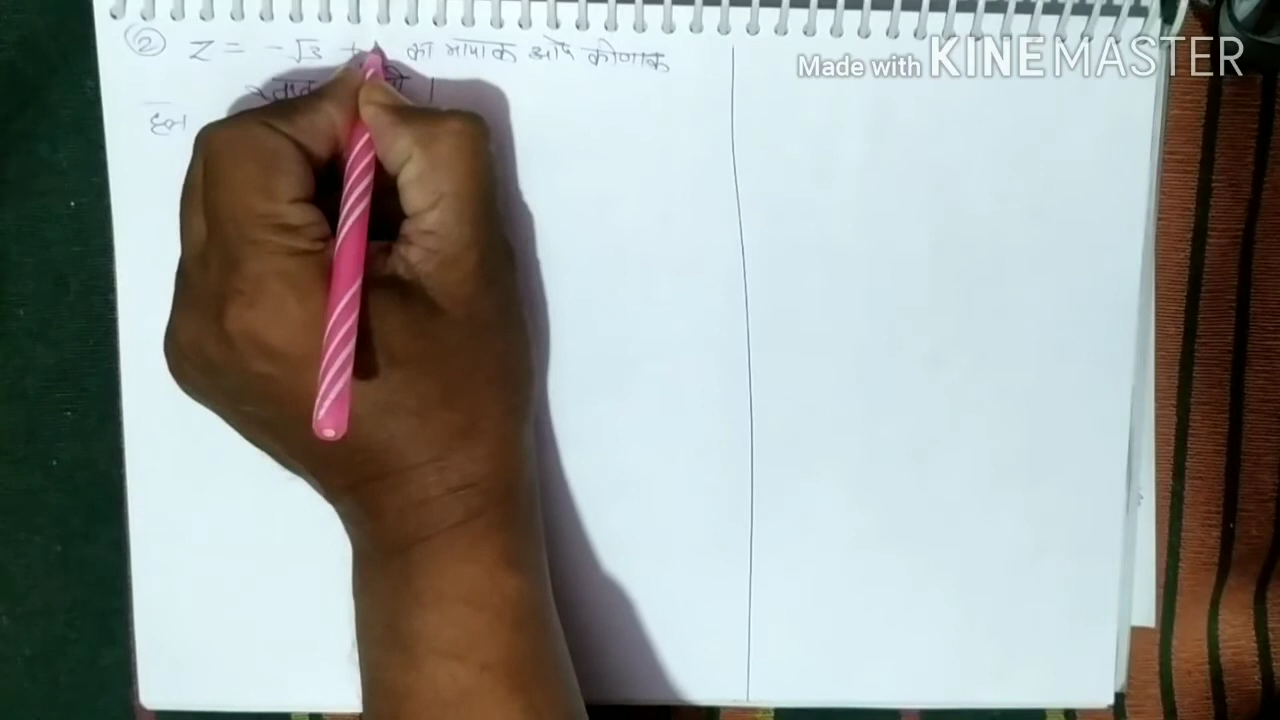 ② Z = -√3 + का मापांक और कोणांक
हल
Made with KINEMASTER